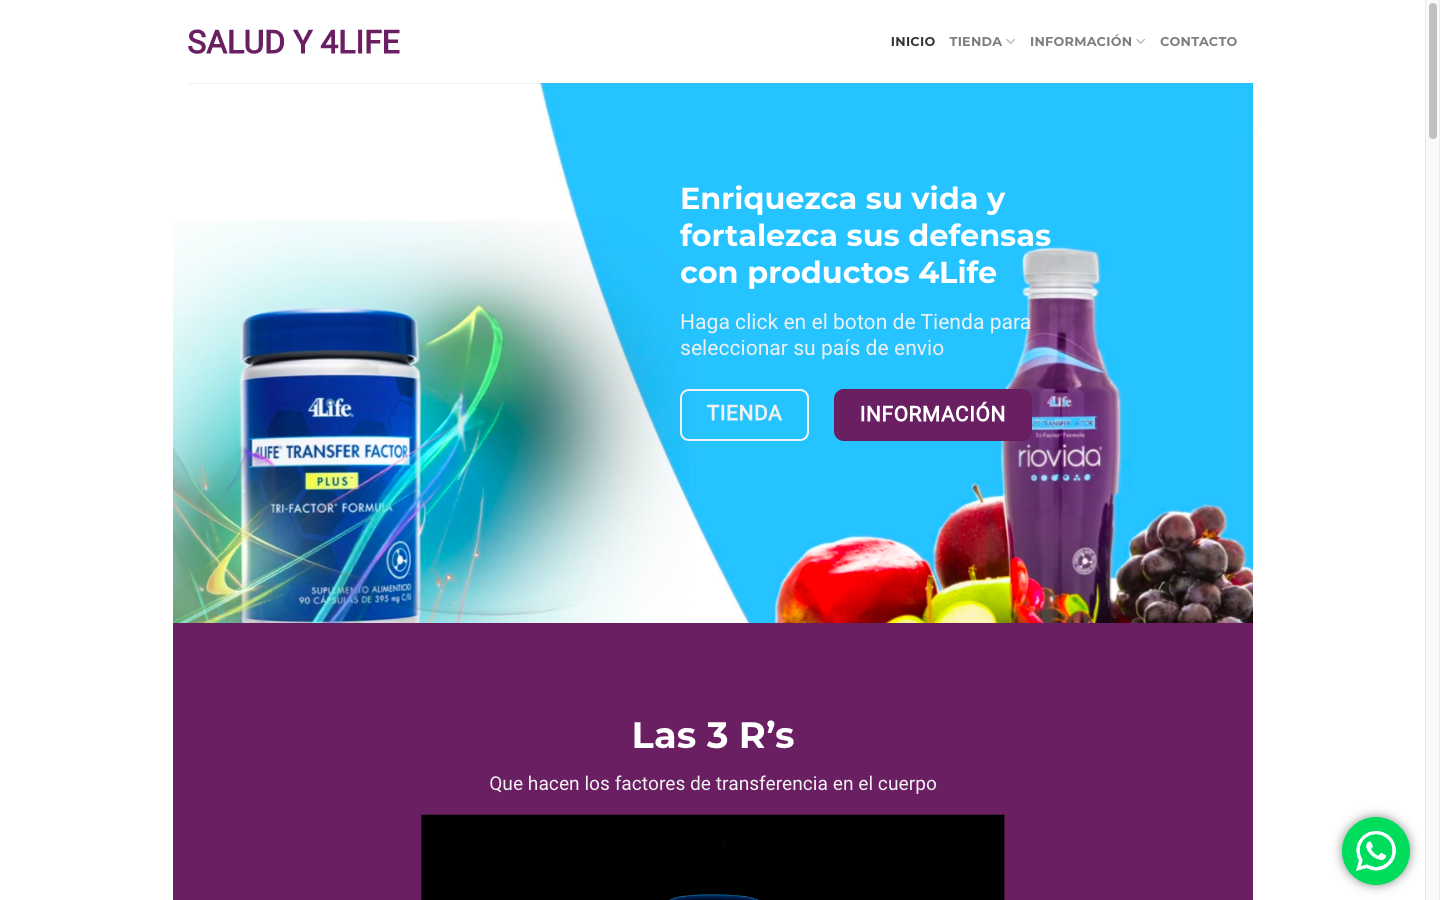 SALUD Y 4LIFE
INICIO TIENDA INFORMACIÓN CONTACTO
Enriquezca su vida y
fortalezca sus defensas
con productos 4Life
Haga click en el boton de Tienda para
seleccionar su país de envio
TIENDA INFORMACIÓN
4Life
4LIFE TRANSFER FACTOR
PLUS
TRI-FACTOR FORMULA
SUPLEMENTO ALIMENTICIO
90 CÁPSULAS DE 395 mg C/U
4Life
TRANSFER FACTOR
Tri-Factor Formula
riovida
Las 3 R’s
Que hacen los factores de transferencia en el cuerpo